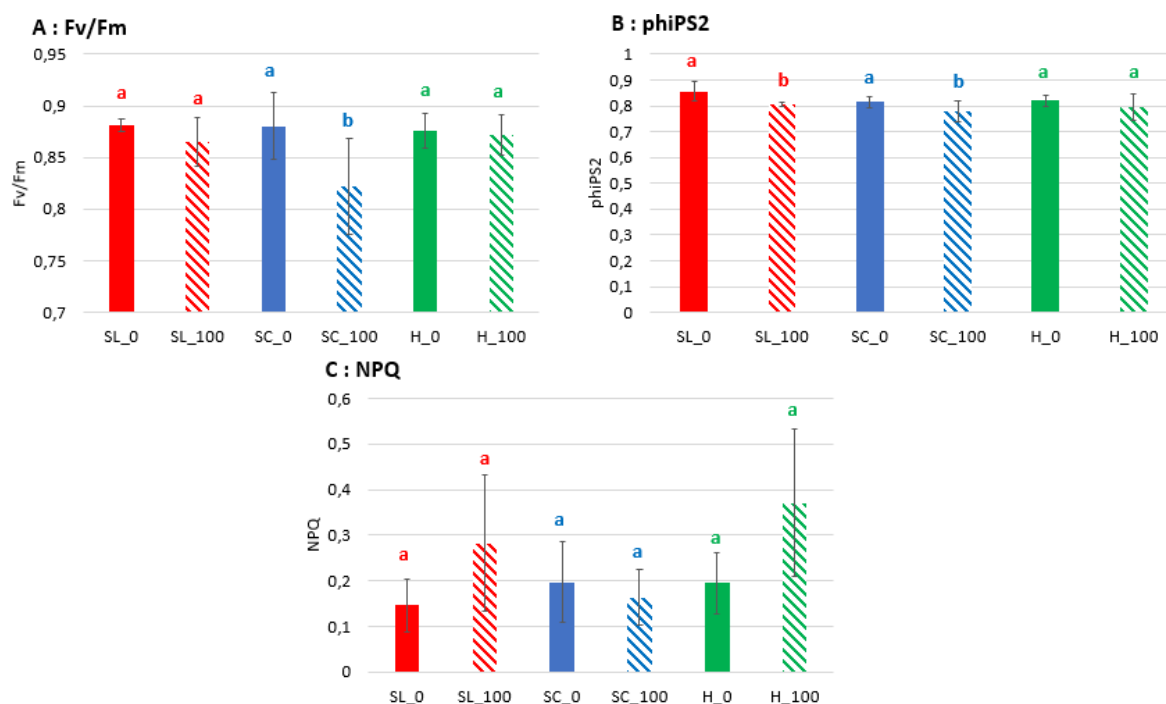 A : Fv/Fm
0,95
0,9
0,85
0,8
0,75
0,7
Fv/Fm
a
a
a
b
a
a
SL_0 SL_100 SC_0 SC_100 H_0 H_100
B : phiPS2
1
0,9
0,8
0,7
0,6
0,5
0,4
0,3
0,2
0,1
0
phiPS2
a
b
a
b
a
a
SL_0 SL_100 SC_0 SC_100 H_0 H_100
C : NPQ
0,6
0,5
0,4
0,3
0,2
0,1
0
NPQ
a
a
a
a
a
a
SL_0 SL_100 SC_0 SC_100 H_0 H_100